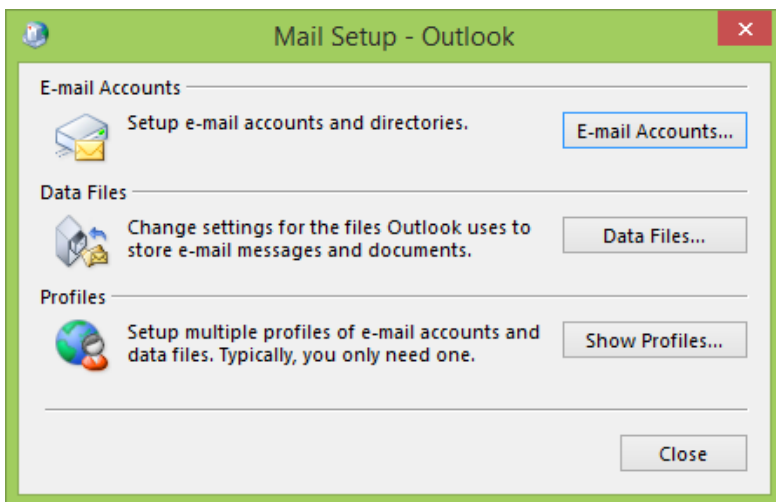 Mail Setup - Outlook
E-mail Accounts
Setup e-mail accounts and directories.
E-mail Accounts...
Data Files
Change settings for the files Outlook uses to
store e-mail messages and documents.
Data Files...
Profiles
Setup multiple profiles of e-mail accounts and
data files. Typically, you only need one.
Show Profiles...
Close